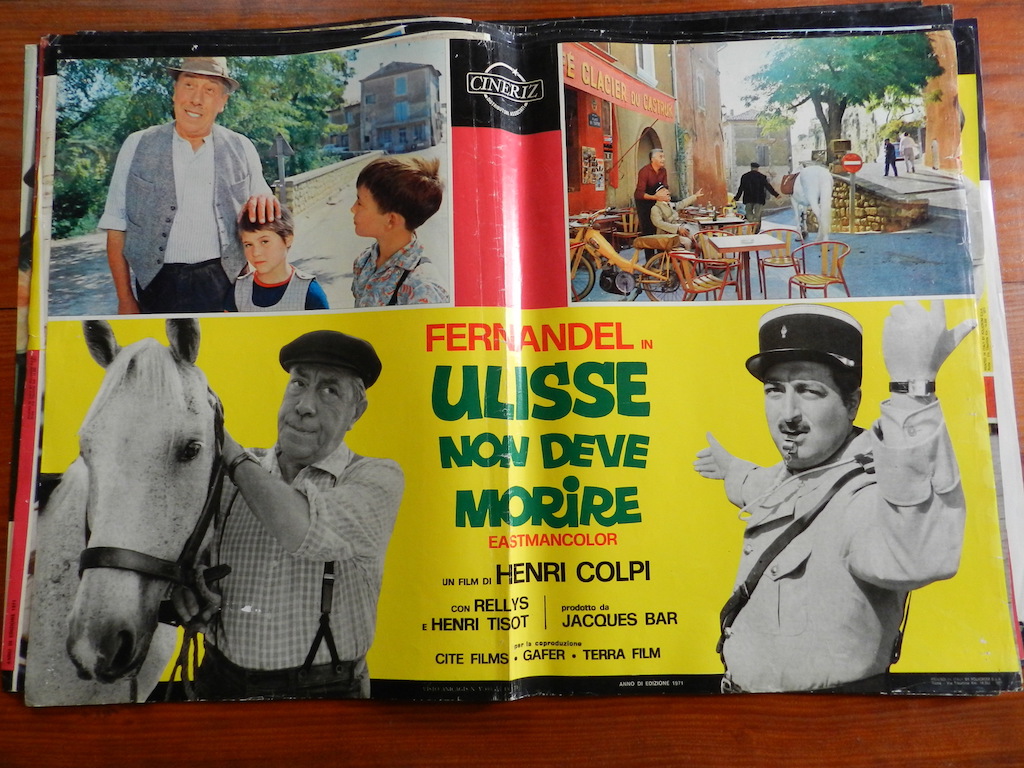 CINERIZ
E GLACIER DU CASTRUM
FERNANDEL IN
ULISSE
NON DEVE
MORIRE
EASTMANCOLOR
UN FILM DI HENRI COLPI
CON RELLYS
E HENRI TISOT
prodotto da
JACQUES BAR
per la coproduzione
CITE FILMS • GAFER • TERRA FILM
ANNO DI EDIZIONE 1971